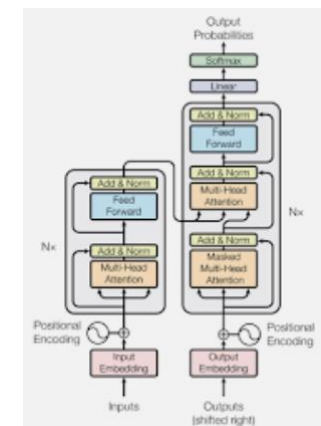 Output
Probabilities
Softmax
Linear
Add & Norm
Feed
Forward
Add & Norm
Multi-Head
Attention
Add & Norm
Masked
Multi-Head
Attention
Nx
Add & Norm
Feed
Forward
Add & Norm
Multi-Head
Attention
Nx
Positional
Encoding
Input
Embedding
Inputs
Positional
Encoding
Output
Embedding
Outputs
(shifted right)